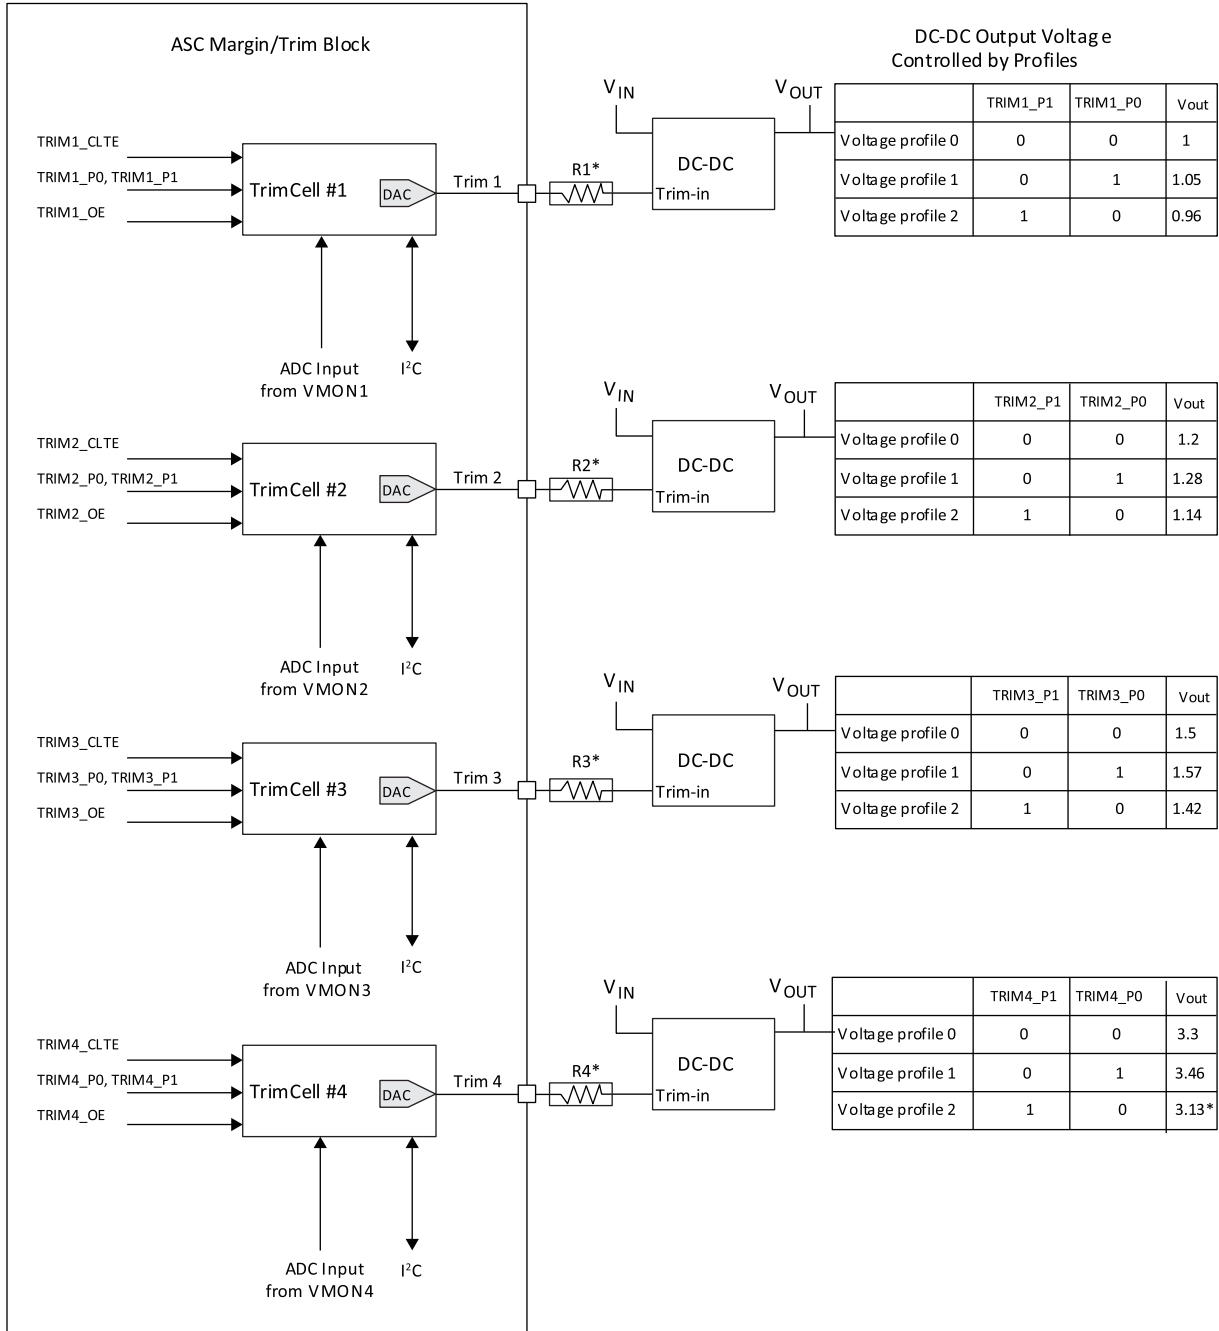 ASC Margin/Trim Block
DC-DC Output Voltage
Controlled by Profiles
TRIM1_CLTE
TRIM1_P0, TRIM1_P1
TRIM1_OE
TrimCell #1
DAC
Trim 1
R1*
VIN
DC-DC
Trim-in
VOUT
TRIM1_P1 TRIM1_P0 Vout
Voltage profile 0 0 0 1
Voltage profile 1 0 1 1.05
Voltage profile 2 1 0 0.96
ADC Input
from VMON1
I²C
TRIM2_CLTE
TRIM2_P0, TRIM2_P1
TRIM2_OE
TrimCell #2
DAC
Trim 2
R2*
VIN
DC-DC
Trim-in
VOUT
TRIM2_P1 TRIM2_P0 Vout
Voltage profile 0 0 0 1.2
Voltage profile 1 0 1 1.28
Voltage profile 2 1 0 1.14
ADC Input
from VMON2
I²C
TRIM3_CLTE
TRIM3_P0, TRIM3_P1
TRIM3_OE
TrimCell #3
DAC
Trim 3
R3*
VIN
DC-DC
Trim-in
VOUT
TRIM3_P1 TRIM3_P0 Vout
Voltage profile 0 0 0 1.5
Voltage profile 1 0 1 1.57
Voltage profile 2 1 0 1.42
ADC Input
from VMON3
I²C
TRIM4_CLTE
TRIM4_P0, TRIM4_P1
TRIM4_OE
TrimCell #4
DAC
Trim 4
R4*
VIN
DC-DC
Trim-in
VOUT
TRIM4_P1 TRIM4_P0 Vout
Voltage profile 0 0 0 3.3
Voltage profile 1 0 1 3.46
Voltage profile 2 1 0 3.13*
ADC Input
from VMON4
I²C